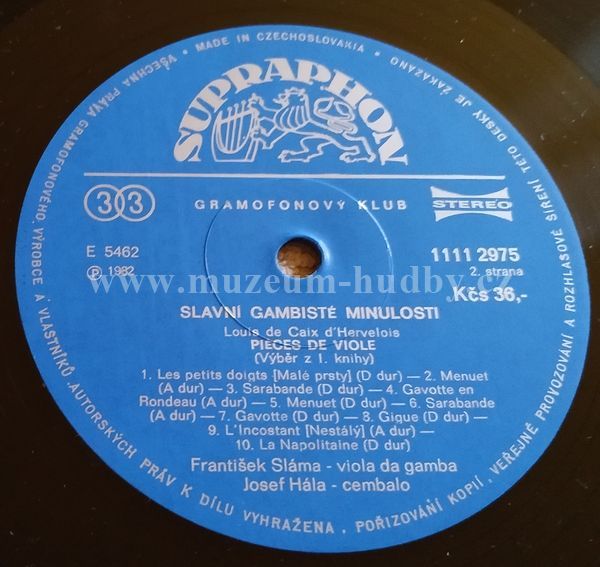 VŠECHNA PRÁVA GRAMOFONOVÉHO VÝROBCE A VLASTNÍKŮ AUTORSKÝCH PRÁV K DÍLU VYHRAŽENA. POŘIZOVÁNÍ KOPIÍ, VEŘEJNÉ PROVOZOVÁNÍ A ROZHLASOVÉ ŠÍŘENÍ TÉTO DESKY JE ZAKÁZÁNO
• MADE IN CZECHOSLOVAKIA •
SUPRAPHON
33
GRAMOFONOVÝ KLUB
STEREO
E 5462
1111 2975
℗ 1982
2. strana
www.muzeum-hudby.cz
Kčs 36,-
SLAVNÍ GAMBISTÉ MINULOSTI
Louis de Caix d'Hervelois
PIÈCES DE VIOLE
(Výběr z I. knihy)
1. Les petits doigts [Malé prsty] (D dur) — 2. Menuet
(A dur) — 3. Sarabande (D dur) — 4. Gavotte en
Rondeau (A dur) — 5. Menuet (D dur) — 6. Sarabande
(A dur) — 7. Gavotte (D dur) — 8. Gigue (D dur) —
9. L'Incostant [Nestálý] (A dur) —
10. La Napolitaine (D dur)
František Sláma - viola da gamba
Josef Hála - cembalo